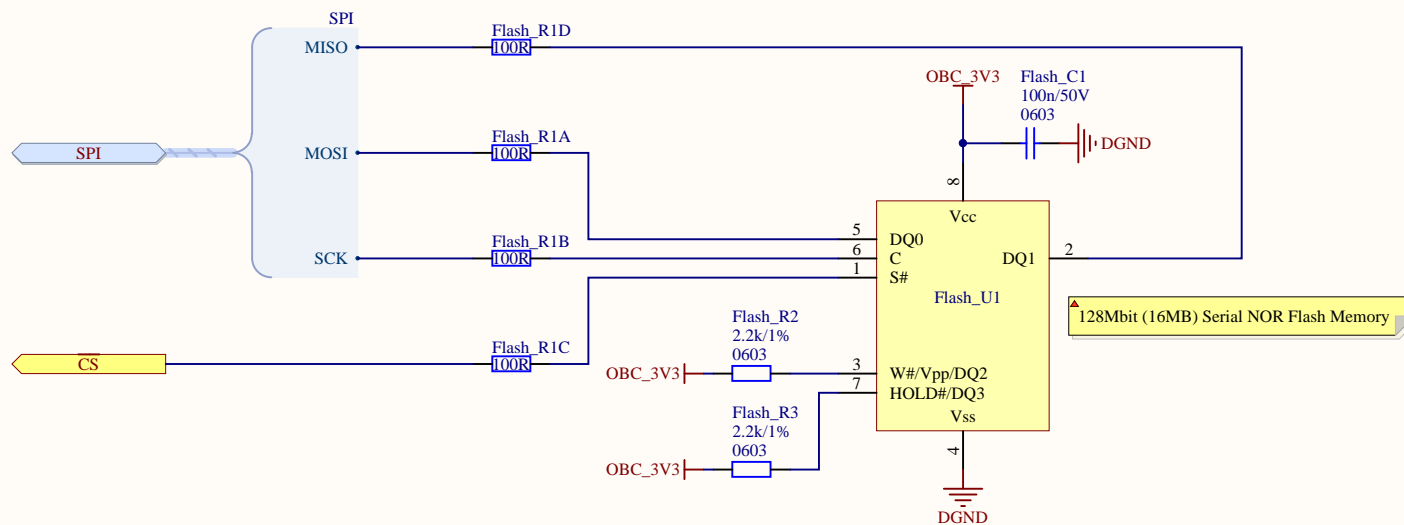 SPI
MISO
Flash_R1D
100R
OBC_3V3
Flash_C1
100n/50V
0603
DGND
SPI
MOSI
Flash_R1A
100R
8
Vcc
5
DQ0
SCK
Flash_R1B
100R
6
C
DQ1
2
1
S#
Flash_U1
128Mbit (16MB) Serial NOR Flash Memory
CS
Flash_R1C
100R
Flash_R2
2.2k/1%
0603
OBC_3V3
3
W#/Vpp/DQ2
7
HOLD#/DQ3
Flash_R3
2.2k/1%
0603
OBC_3V3
Vss
4
DGND